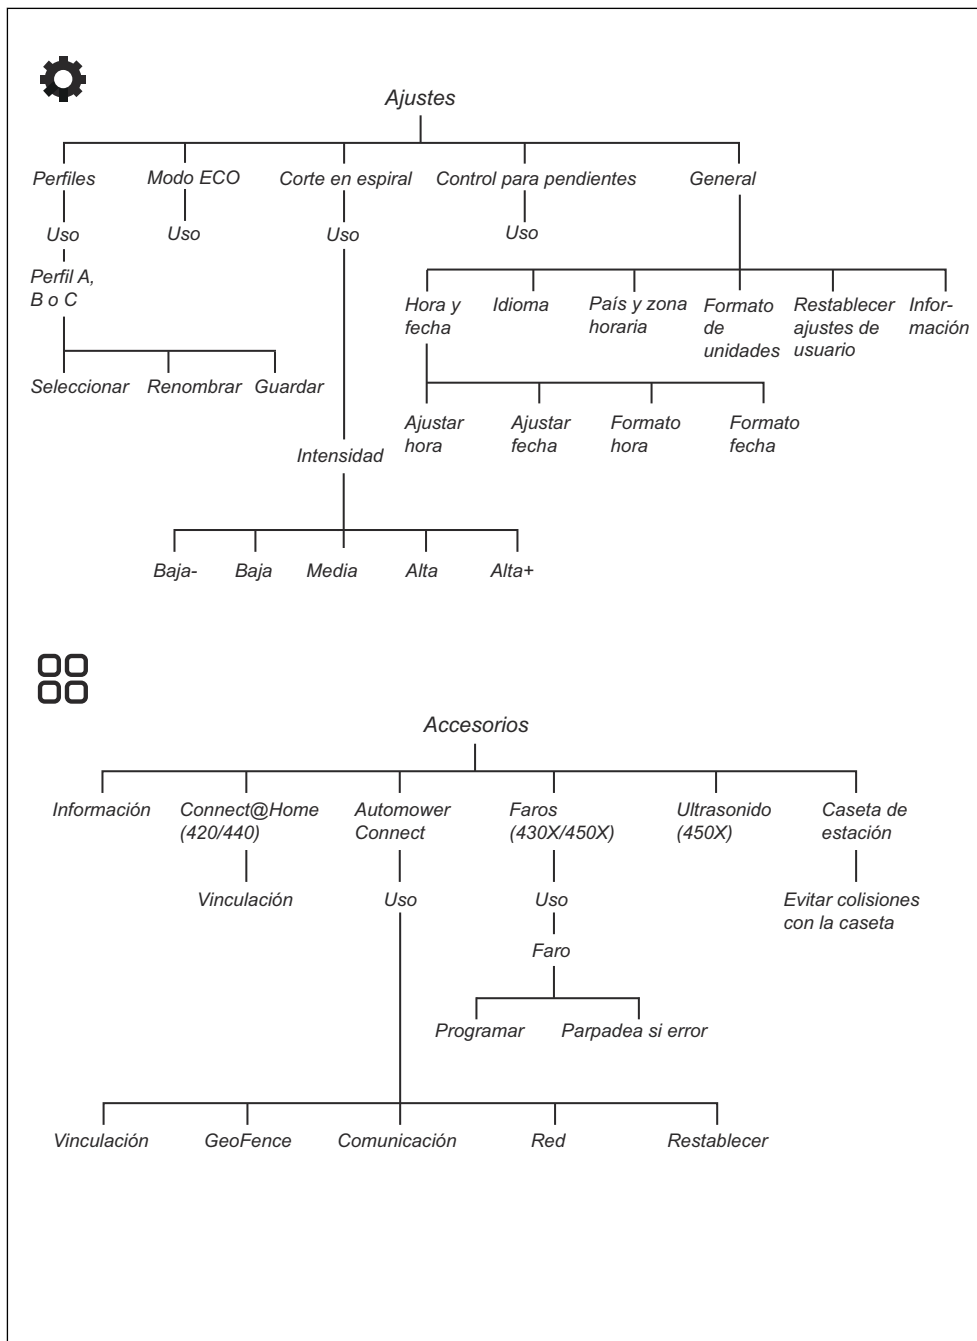 Ajustes
Perfiles
Modo ECO
Corte en espiral
Control para pendientes
General
Uso
Uso
Uso
Uso
Perfil A,
B o C
Hora y
fecha
Idioma
País y zona
horaria
Formato
de
unidades
Restablecer
ajustes de
usuario
Infor-
mación
Seleccionar
Renombrar
Guardar
Ajustar
hora
Ajustar
fecha
Formato
hora
Formato
fecha
Intensidad
Baja-
Baja
Media
Alta
Alta+
Accesorios
Información
Connect@Home
(420/440)
Automower
Connect
Faros
(430X/450X)
Ultrasonido
(450X)
Caseta de
estación
Vinculación
Uso
Uso
Evitar colisiones
con la caseta
Faro
Programar
Parpadea si error
Vinculación
GeoFence
Comunicación
Red
Restablecer